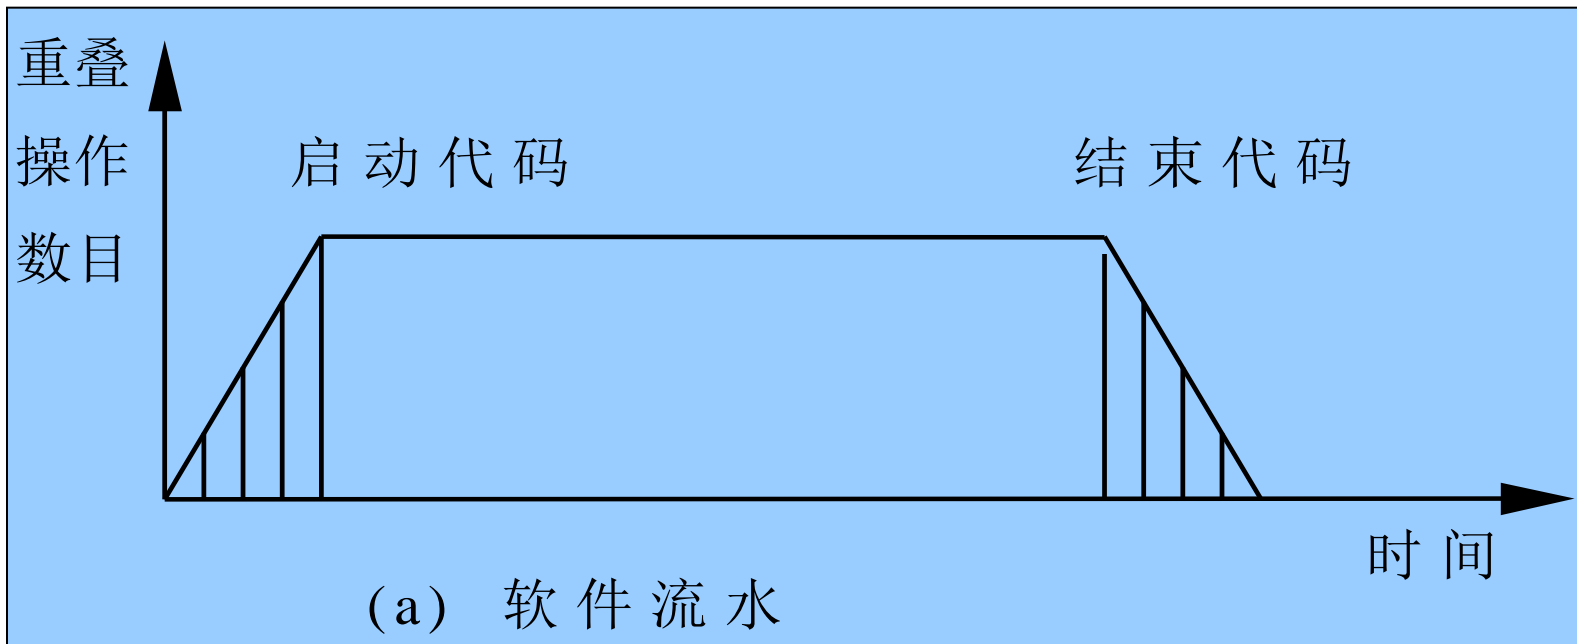 重叠
操作
数目
启动代码
结束代码
时间
(a) 软件流水